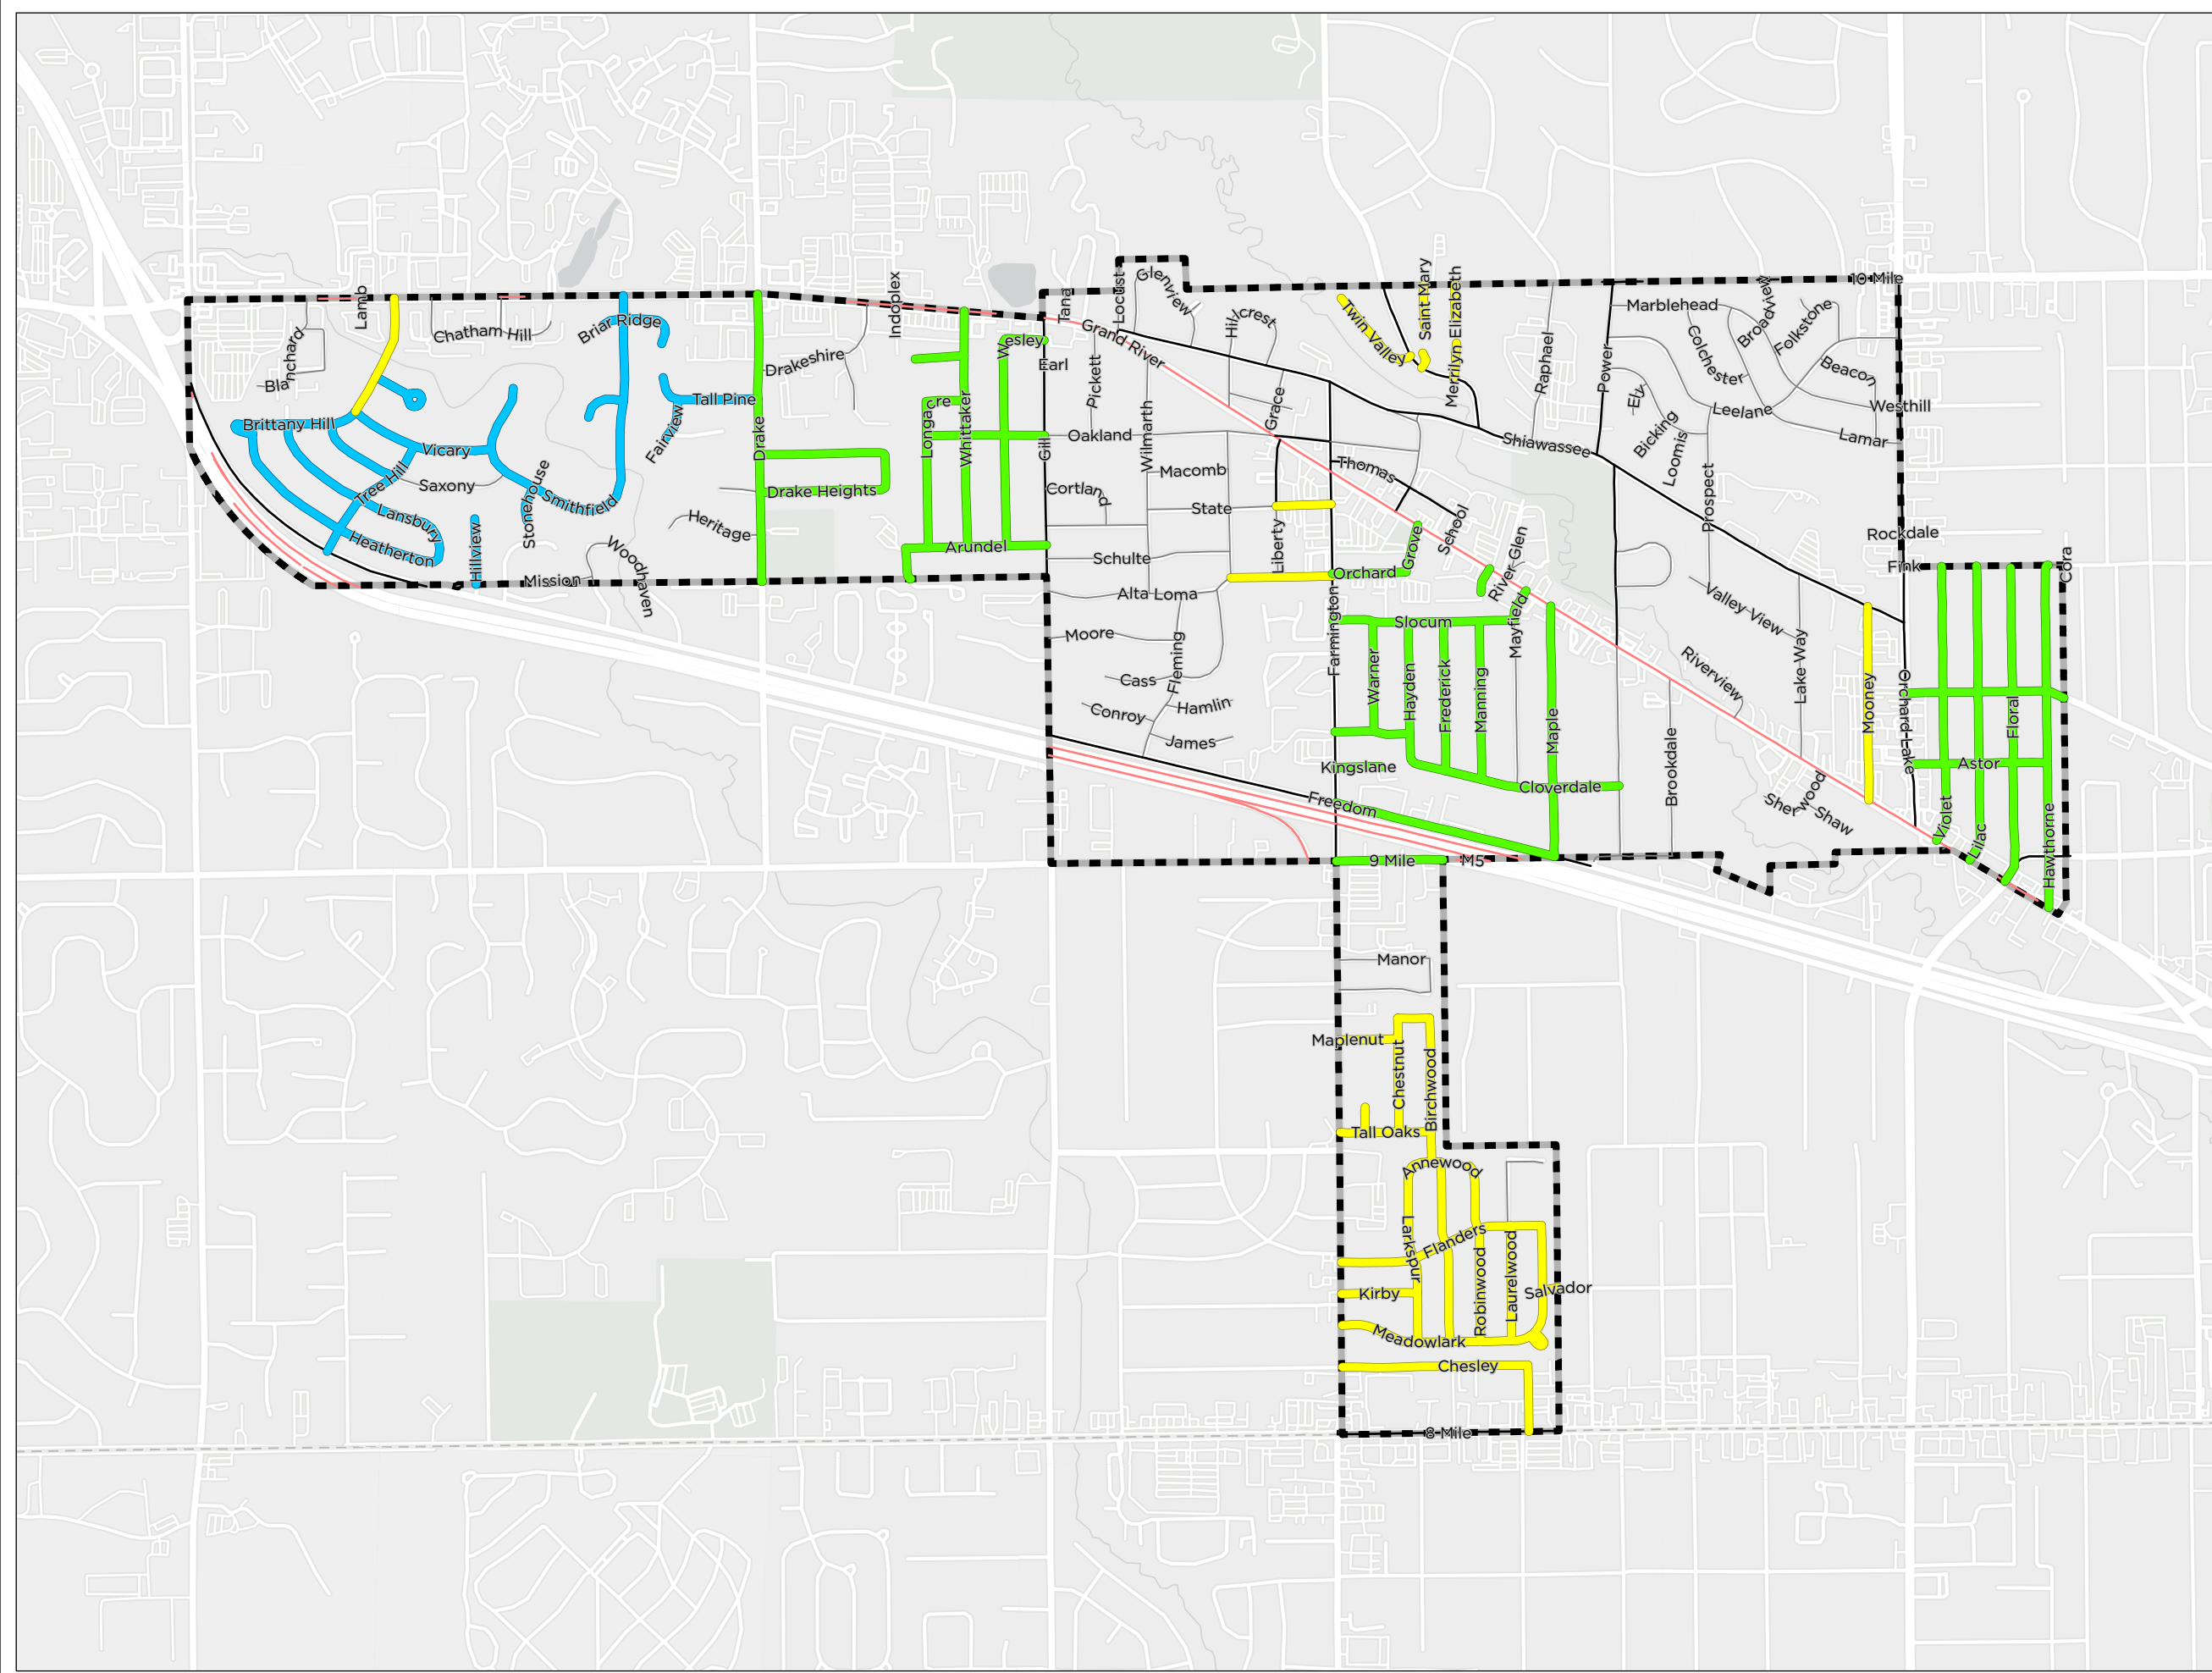 10 Mile
Lamb
Indoplex
Tana
Locust
Glenview
Hillcrest
Saint Mary
Elizabeth
Merrilyn
Twin Valley
Raphael
Power
Marblehead
Colchester
Broadview
Folkstone
Beacon
Westhill
Leelane
Lamar
Ely
Bicking
Loomis
Prospect
Blanchard
Bla
Chatham Hill
Briar Ridge
Drakeshire
Wesley
Earl
Grand River
Pickett
Wilmarth
Grace
Tall Pine
Fairview
Drake
Longacre
Whittaker
Gill
Oakland
Shiawassee
Brittany Hill
Vicary
Tree Hill
Saxony
Stonehouse
Smithfield
Lansbury
Heatherton
Hillview
Mission
Woodhaven
Heritage
Drake Heights
Arundel
Macomb
Cortland
State
Schulte
Alta Loma
Liberty
Thomas
School
Grove
Orchard
River Glen
Mayfield
Rockdale
Fink
Cora
Valley View
Lake Way
Riverview
Moore
Fleming
Cass
Conroy
Hamlin
James
Farmington
Slocum
Warner
Hayden
Frederick
Manning
Maple
Kingslane
Cloverdale
Freedom
9 Mile
M5
Brookdale
Sherwood
Shaw
Mooney
Orchard Lake
Floral
Astor
Violet
Lilac
Hawthorne
Manor
Maplenut
Chestnut
Birchwood
Tall Oaks
Annewood
Larkspur
Flanders
Kirby
Robinwood
Laurelwood
Salvador
Meadowlark
Chesley
8 Mile